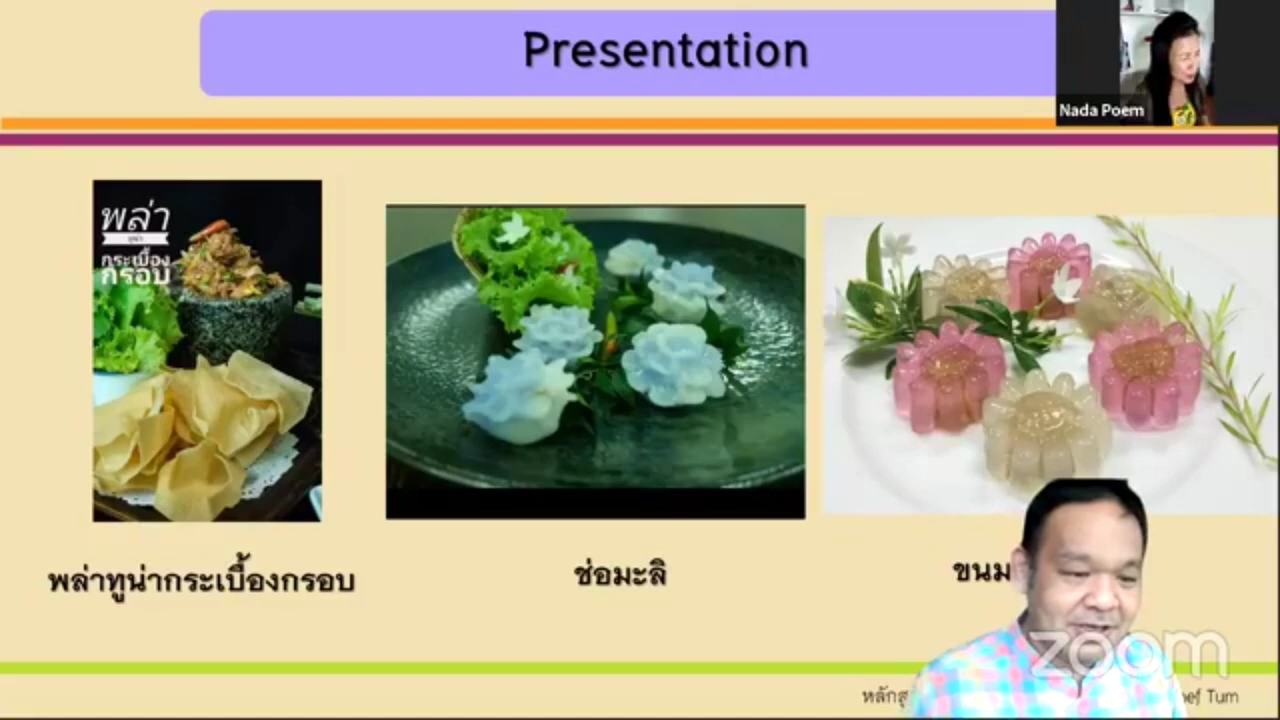 Presentation
Nada Poem
พล่า
กระเบื้อง
กรอบ
พล่าทูน่ากระเบื้องกรอบ
ช่อมะลิ
ขนม
zoom
หลักสู
ef Tum